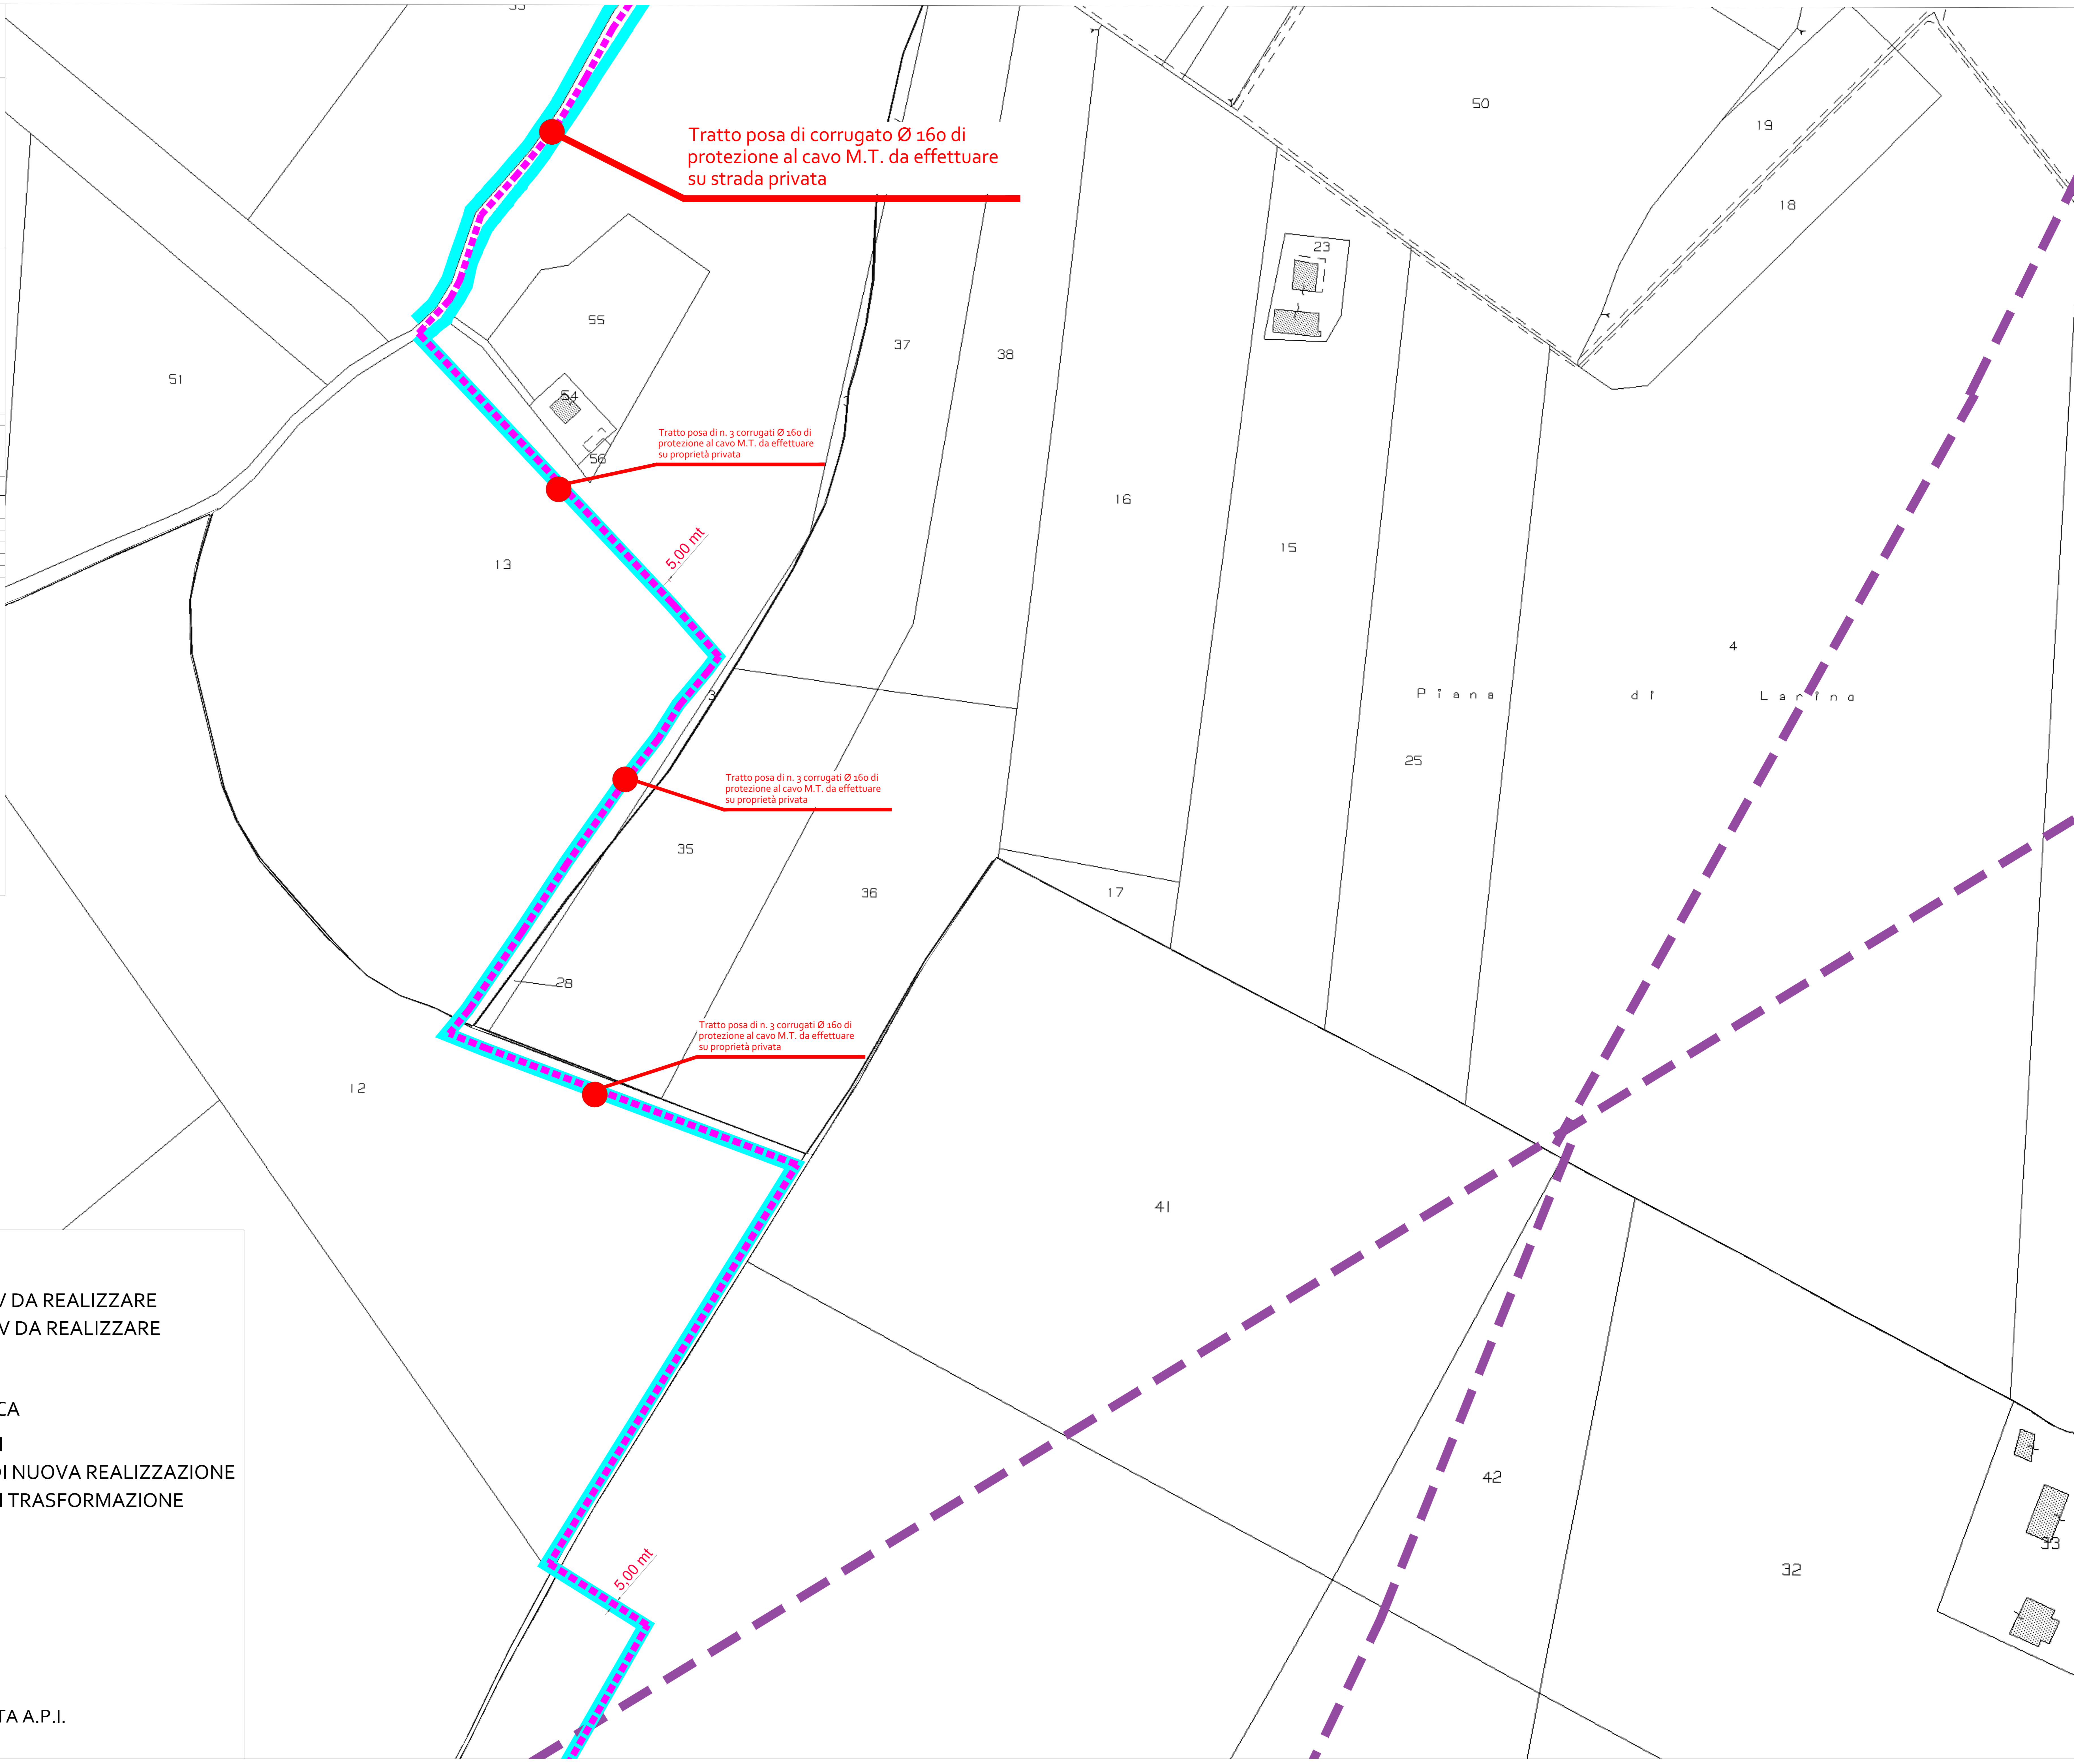 50
19
Tratto posa di corrugato Ø 160 di
protezione al cavo M.T. da effettuare
su strada privata
18
23
55
37
38
51
54
Tratto posa di n. 3 corrugati Ø 160 di
protezione al cavo M.T. da effettuare
su proprietà privata
56
16
5,00 mt
15
13
4
3
Piana di Larino
25
Tratto posa di n. 3 corrugati Ø 160 di
protezione al cavo M.T. da effettuare
su proprietà privata
35
36
17
28
Tratto posa di n. 3 corrugati Ø 160 di
protezione al cavo M.T. da effettuare
su proprietà privata
12
41
V DA REALIZZARE
V DA REALIZZARE
CA
I
DI NUOVA REALIZZAZIONE
I TRASFORMAZIONE
42
33
32
5,00 mt
TA A.P.I.